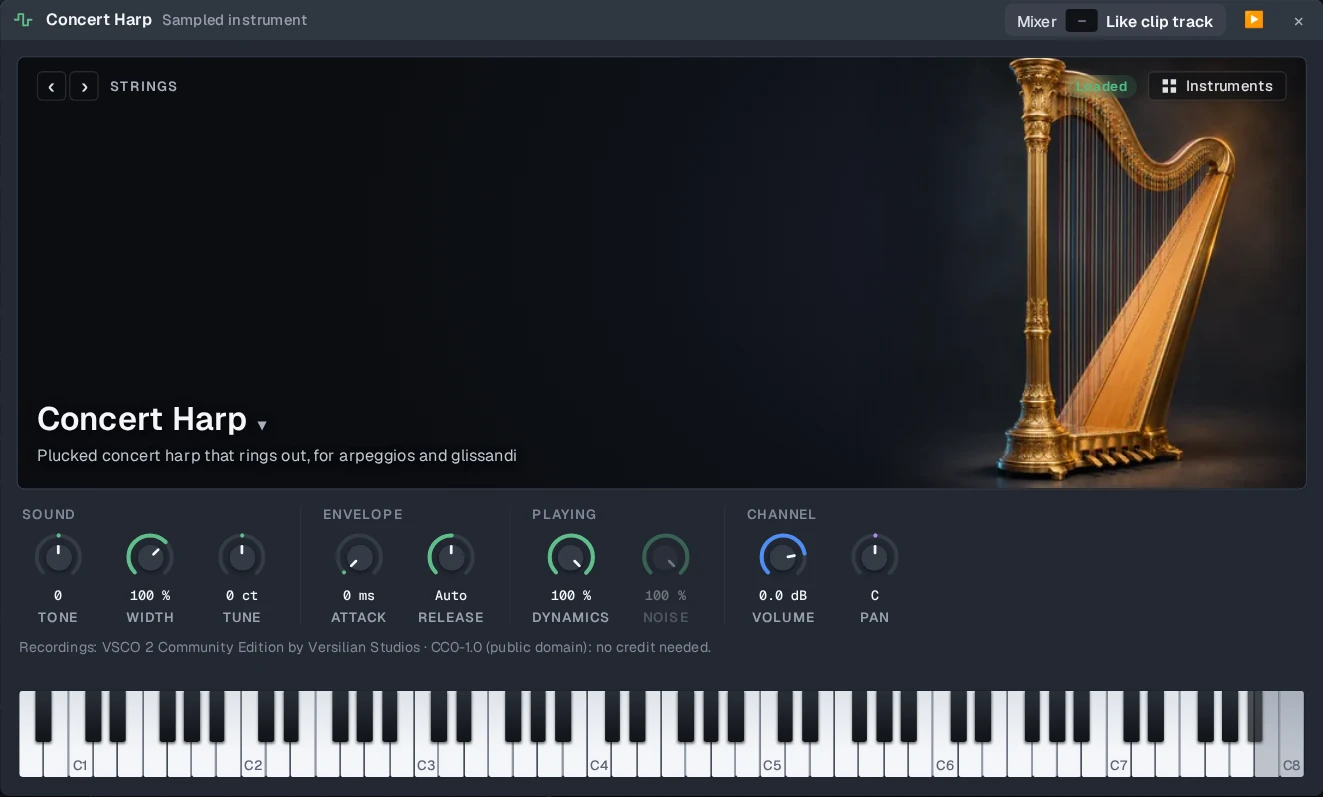 Concert Harp Sampled instrument
Mixer – Like clip track
STRINGS
Loaded
Instruments
Concert Harp
Plucked concert harp that rings out, for arpeggios and glissandi
SOUND
ENVELOPE
PLAYING
CHANNEL
0 100 % 0 ct 0 ms Auto 100 % 100 % 0.0 dB C
TONE WIDTH TUNE ATTACK RELEASE DYNAMICS NOISE VOLUME PAN
Recordings: VSCO 2 Community Edition by Versilian Studios · CC0-1.0 (public domain): no credit needed.
C1 C2 C3 C4 C5 C6 C7 C8